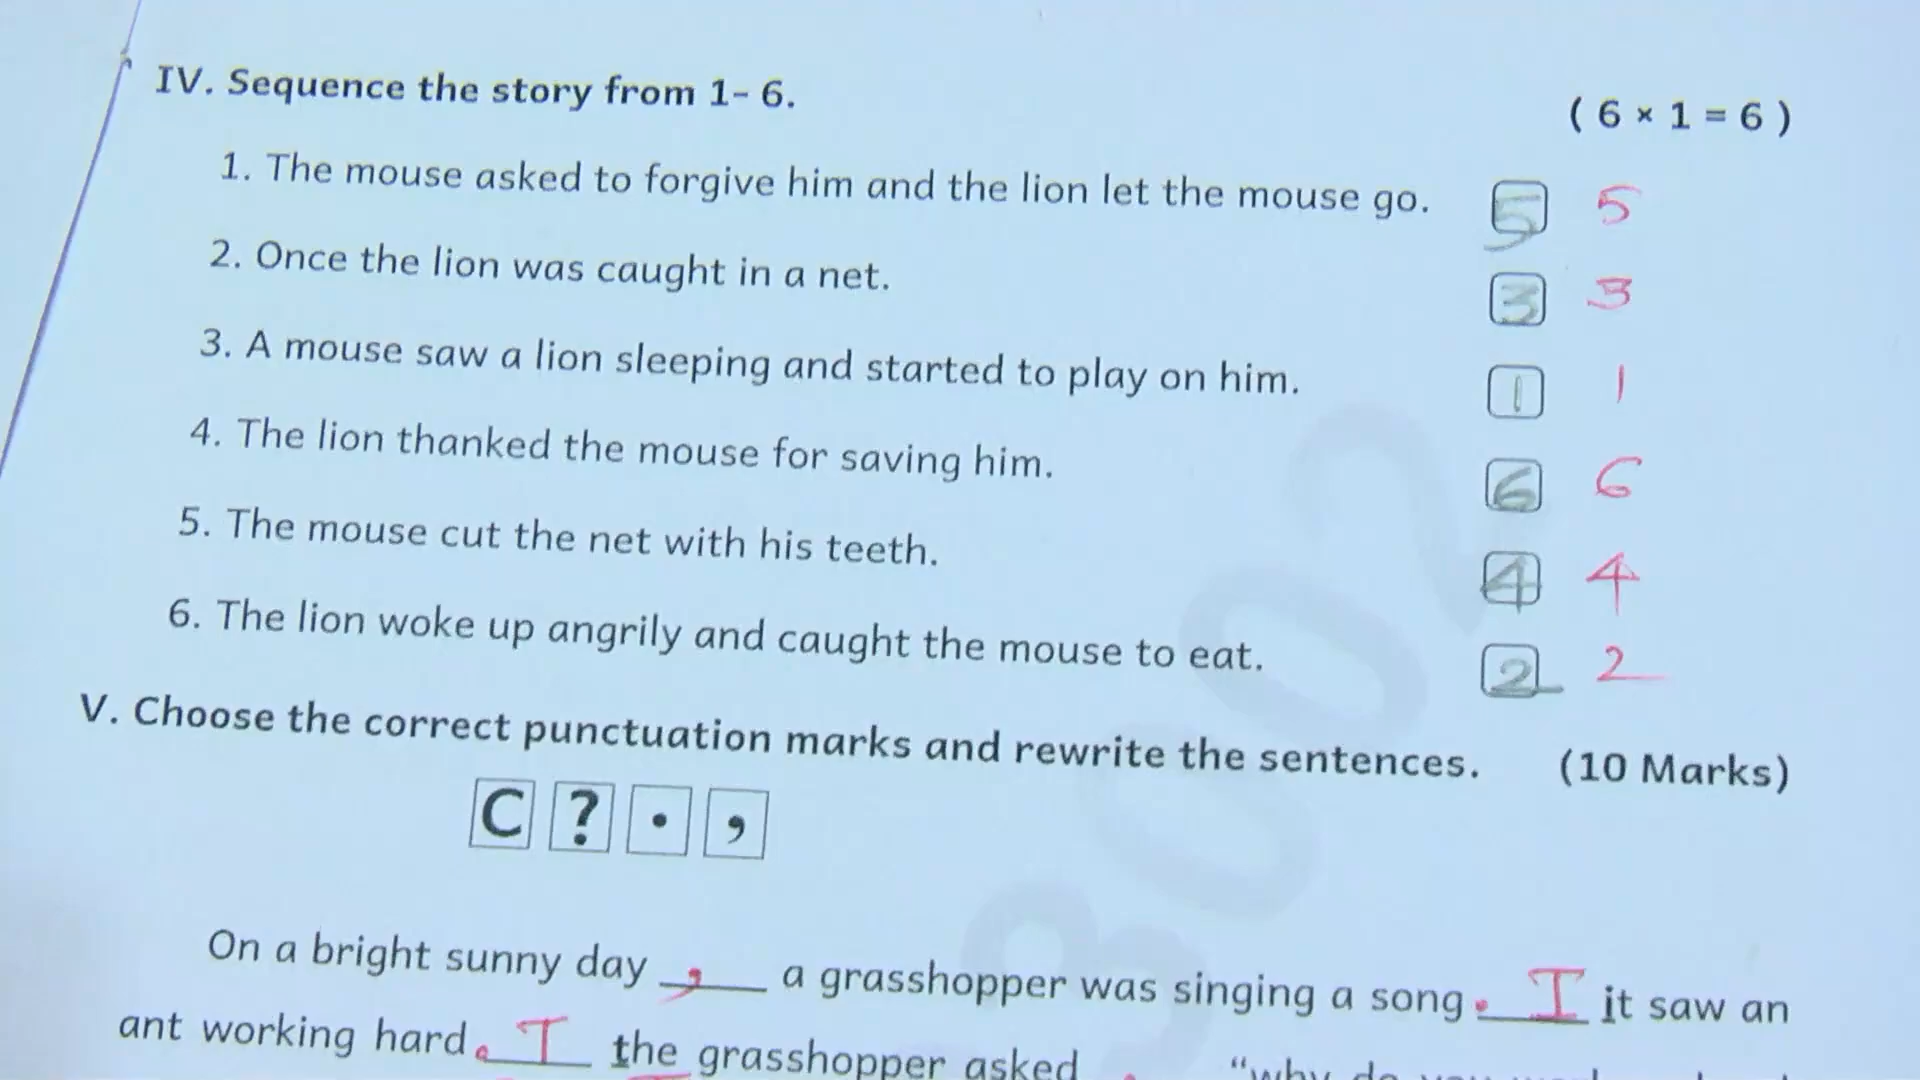 IV. Sequence the story from 1- 6.
( 6 × 1 = 6 )
1. The mouse asked to forgive him and the lion let the mouse go. 5 5
2. Once the lion was caught in a net. 3 3
3. A mouse saw a lion sleeping and started to play on him. 1 1
4. The lion thanked the mouse for saving him. 6 6
5. The mouse cut the net with his teeth. 4 4
6. The lion woke up angrily and caught the mouse to eat. 2 2
V. Choose the correct punctuation marks and rewrite the sentences. (10 Marks)
C ? . ,
On a bright sunny day , a grasshopper was singing a song . I it saw an
ant working hard . T the grasshopper asked "why do you